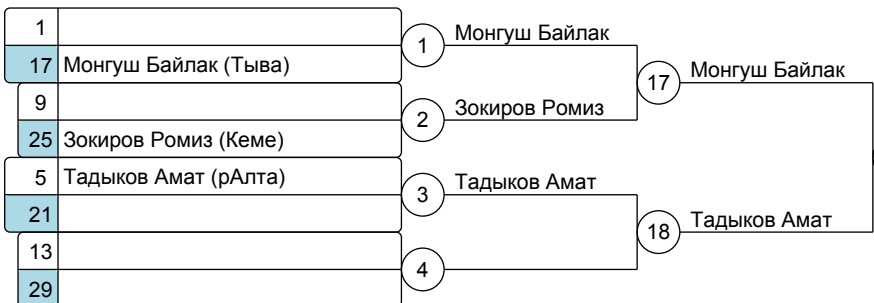 1
17 Монгуш Байлак (Тыва)
9
25 Зокиров Ромиз (Кеме)
5 Тадыков Амат (рАлта)
21
13
29
1 Монгуш Байлак
2 Зокиров Ромиз
3 Тадыков Амат
4
17 Монгуш Байлак
18 Тадыков Амат